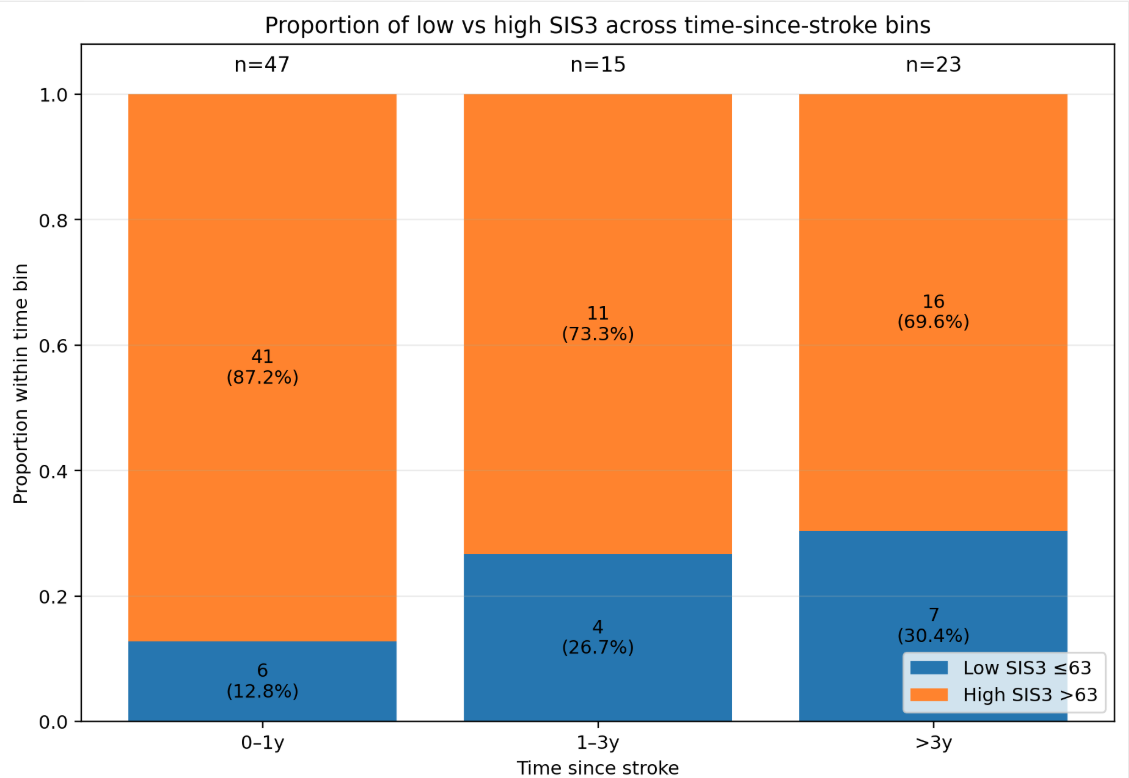 Proportion of low vs high SIS3 across time-since-stroke bins
n=47
n=15
n=23
1.0
0.8
0.6
0.4
0.2
0.0
Proportion within time bin
41
(87.2%)
11
(73.3%)
16
(69.6%)
6
(12.8%)
4
(26.7%)
7
(30.4%)
Low SIS3 ≤63
High SIS3 >63
0–1y
1–3y
>3y
Time since stroke